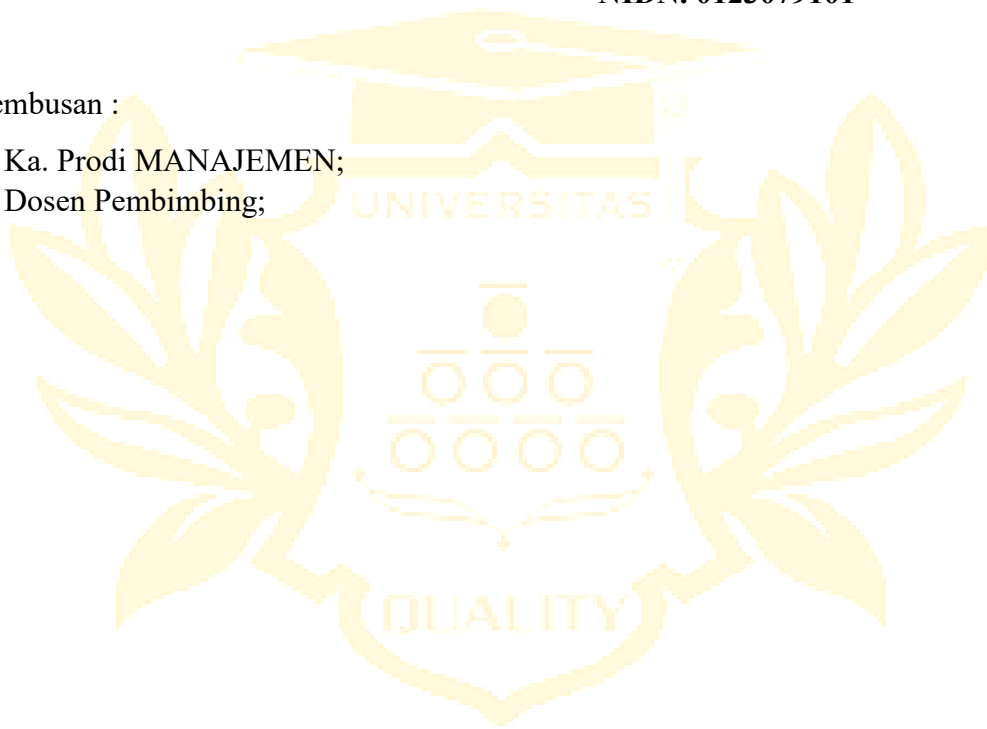 embusan :
Ka. Prodi MANAJEMEN;
Dosen Pembimbing;
UNIVERSITAS
QUALITY